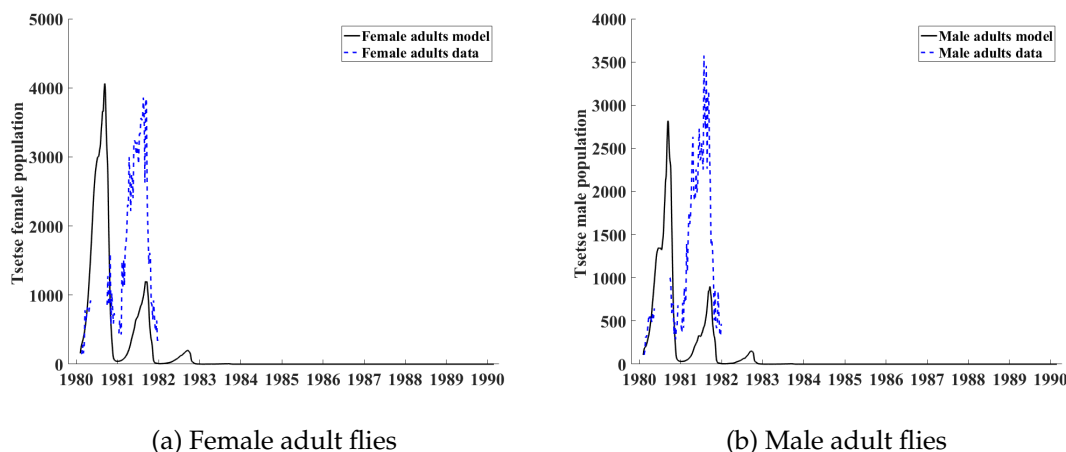 5000
4000
3000
2000
1000
0
Tsetse female population
Female adults model
Female adults data
1980 1981 1982 1983 1984 1985 1986 1987 1988 1989 1990
(a) Female adult flies
4000
3500
3000
2500
2000
1500
1000
500
0
Tsetse male population
Male adults model
Male adults data
1980 1981 1982 1983 1984 1985 1986 1987 1988 1989 1990
(b) Male adult flies